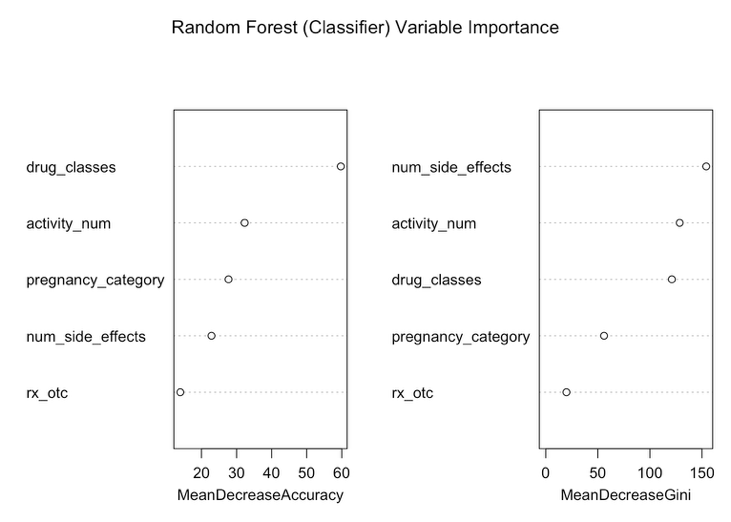 Random Forest (Classifier) Variable Importance
drug_classes
activity_num
pregnancy_category
num_side_effects
rx_otc
20 30 40 50 60
MeanDecreaseAccuracy
num_side_effects
activity_num
drug_classes
pregnancy_category
rx_otc
0 50 100 150
MeanDecreaseGini